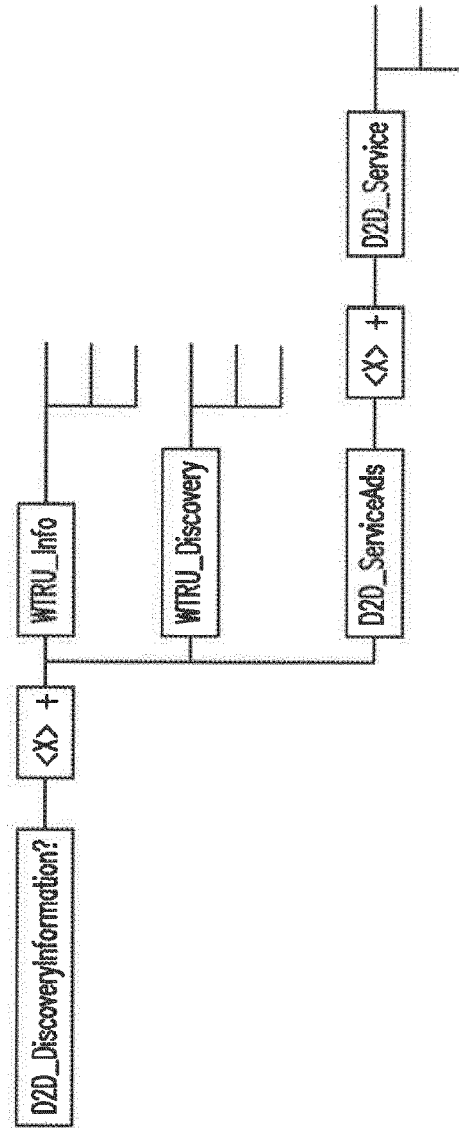 D2D_DiscoveryInformation?
<X> +
WTRU_Info
WTRU_Discovery
D2D_ServiceAds
<X> +
D2D_Service